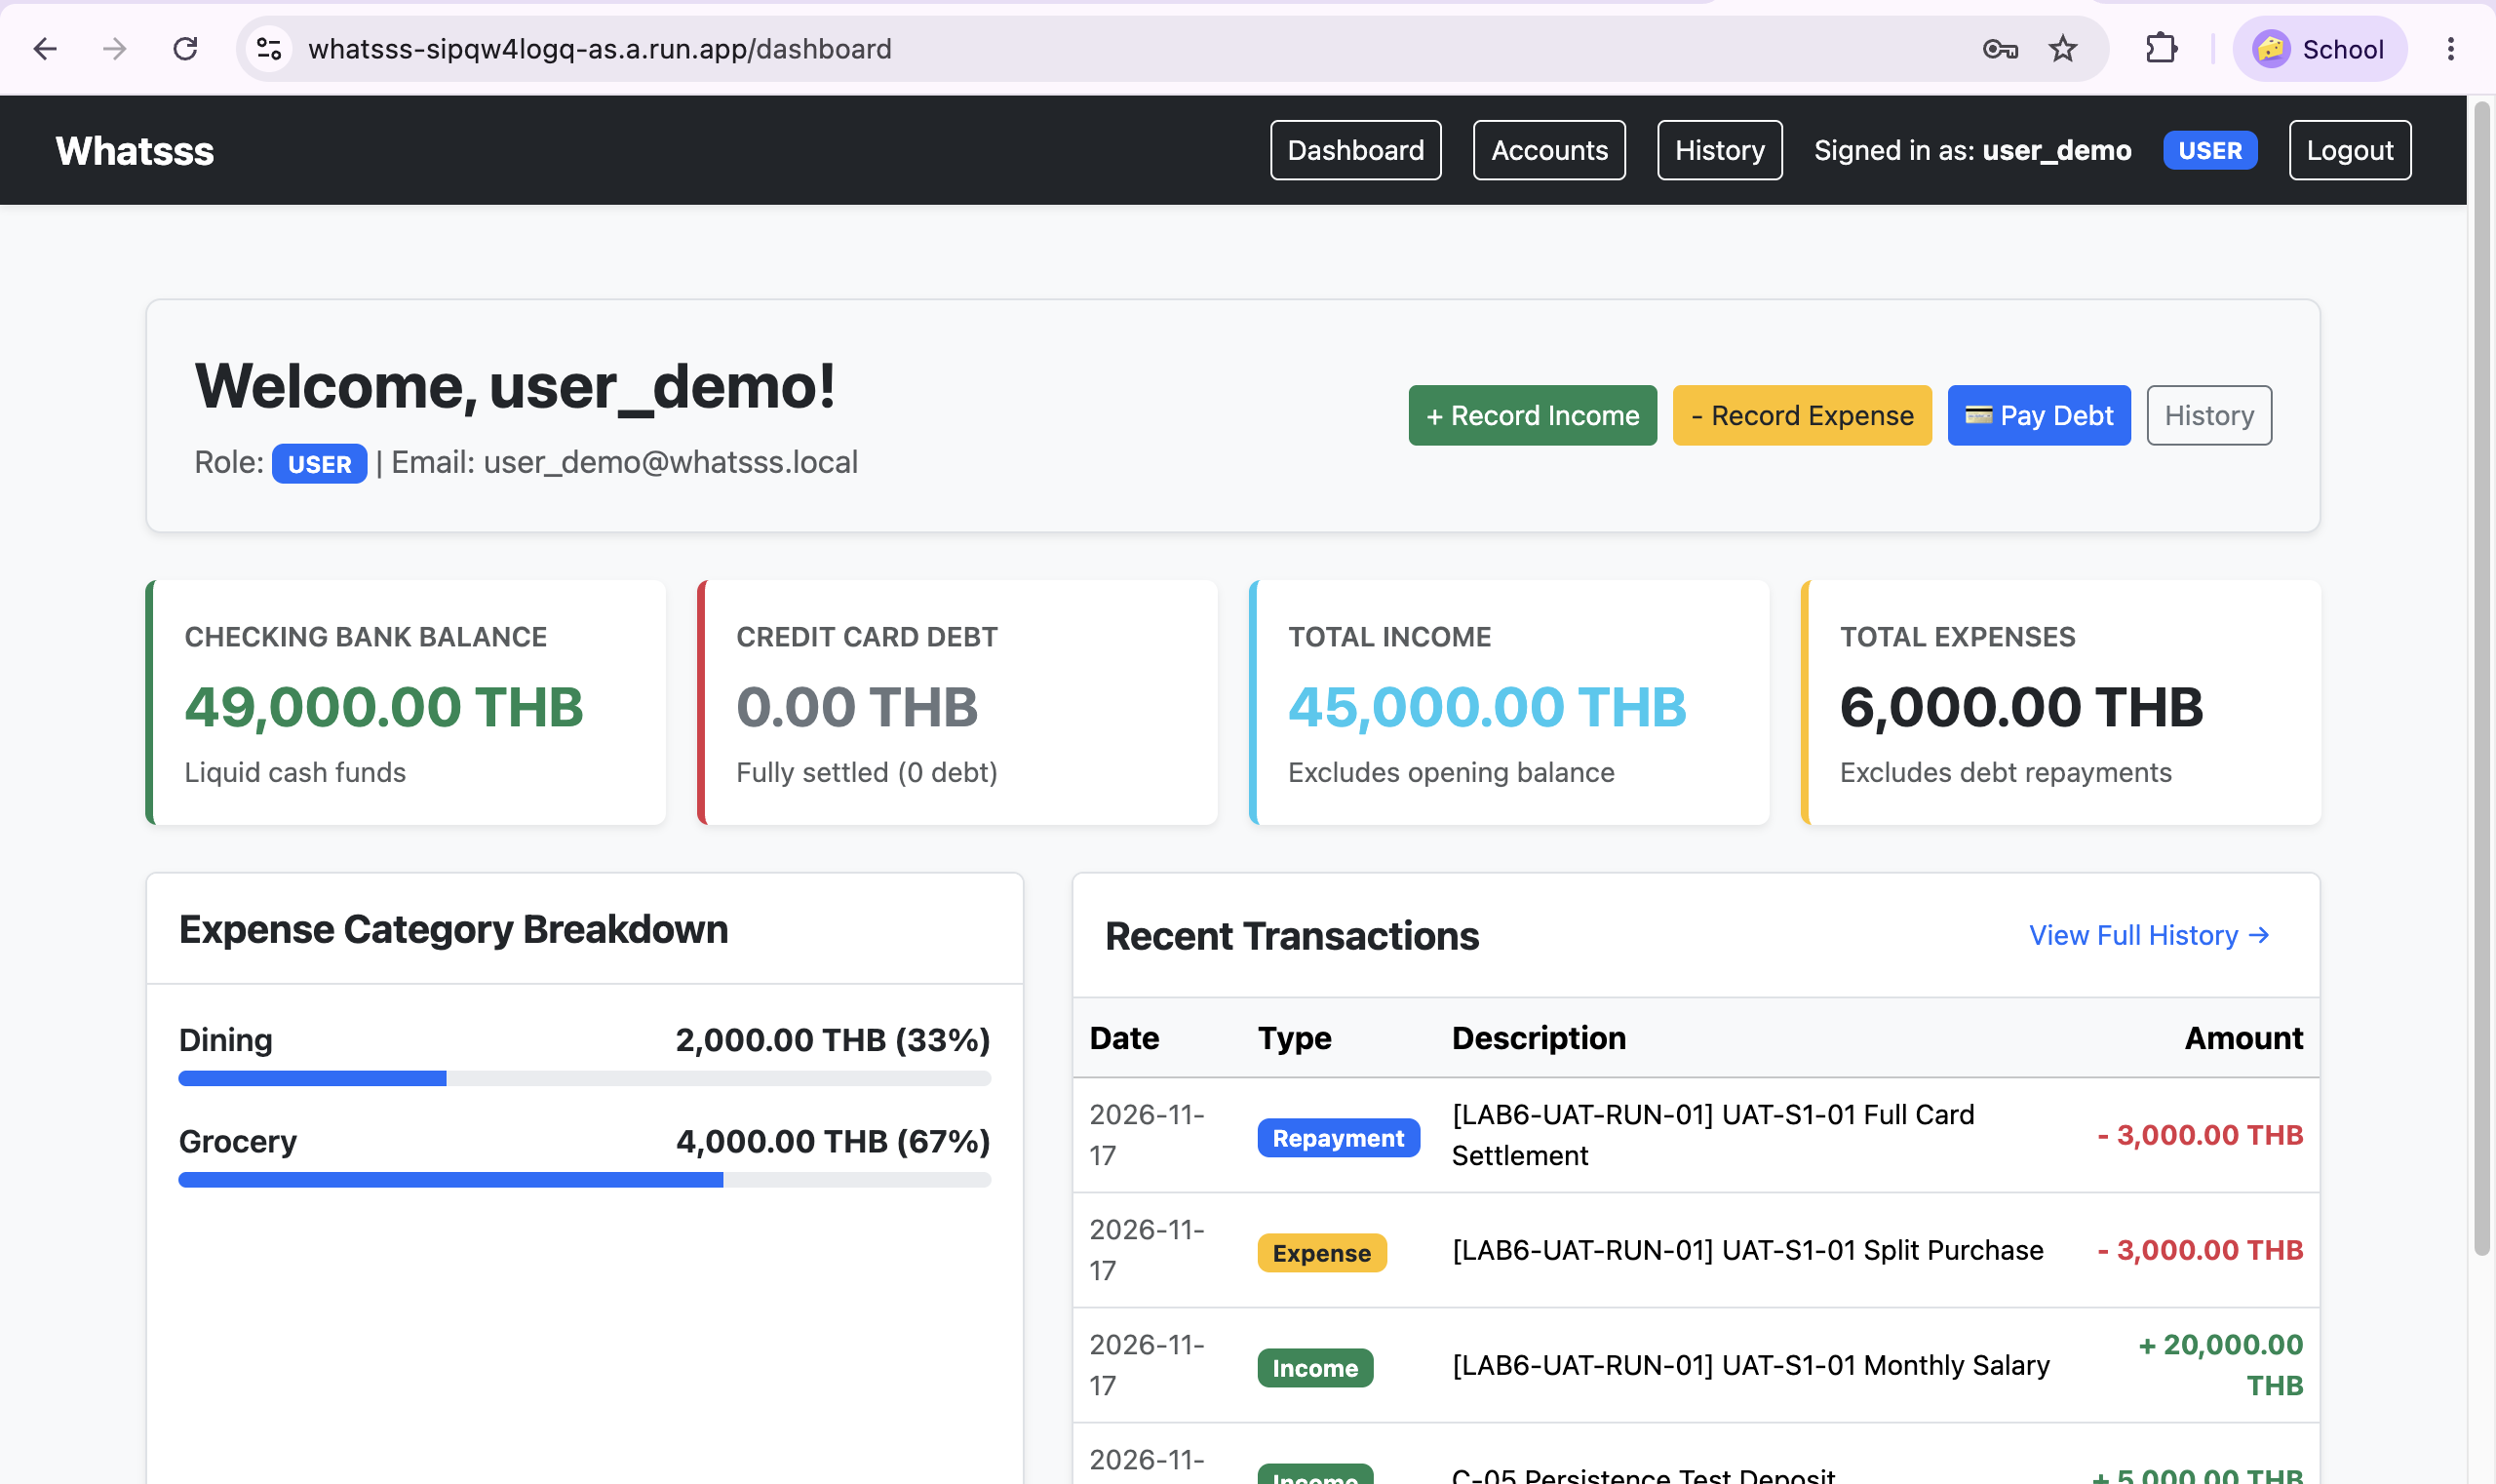 whatsss-sipqw4logq-as.a.run.app/dashboard
School
Whatsss
Dashboard
Accounts
History
Signed in as: user_demo
USER
Logout
Welcome, user_demo!
Role: USER | Email: user_demo@whatsss.local
+ Record Income
- Record Expense
Pay Debt
History
CHECKING BANK BALANCE
49,000.00 THB
Liquid cash funds
CREDIT CARD DEBT
0.00 THB
Fully settled (0 debt)
TOTAL INCOME
45,000.00 THB
Excludes opening balance
TOTAL EXPENSES
6,000.00 THB
Excludes debt repayments
Expense Category Breakdown
Dining 2,000.00 THB (33%)
Grocery 4,000.00 THB (67%)
Recent Transactions
View Full History →
Date Type Description Amount
2026-11-
17
Repayment
[LAB6-UAT-RUN-01] UAT-S1-01 Full Card
Settlement
- 3,000.00 THB
2026-11-
17
Expense
[LAB6-UAT-RUN-01] UAT-S1-01 Split Purchase
- 3,000.00 THB
2026-11-
17
Income
[LAB6-UAT-RUN-01] UAT-S1-01 Monthly Salary
+ 20,000.00
THB
2026-11-
Income
C-05 Persistence Test Deposit
+ 5,000.00 THB